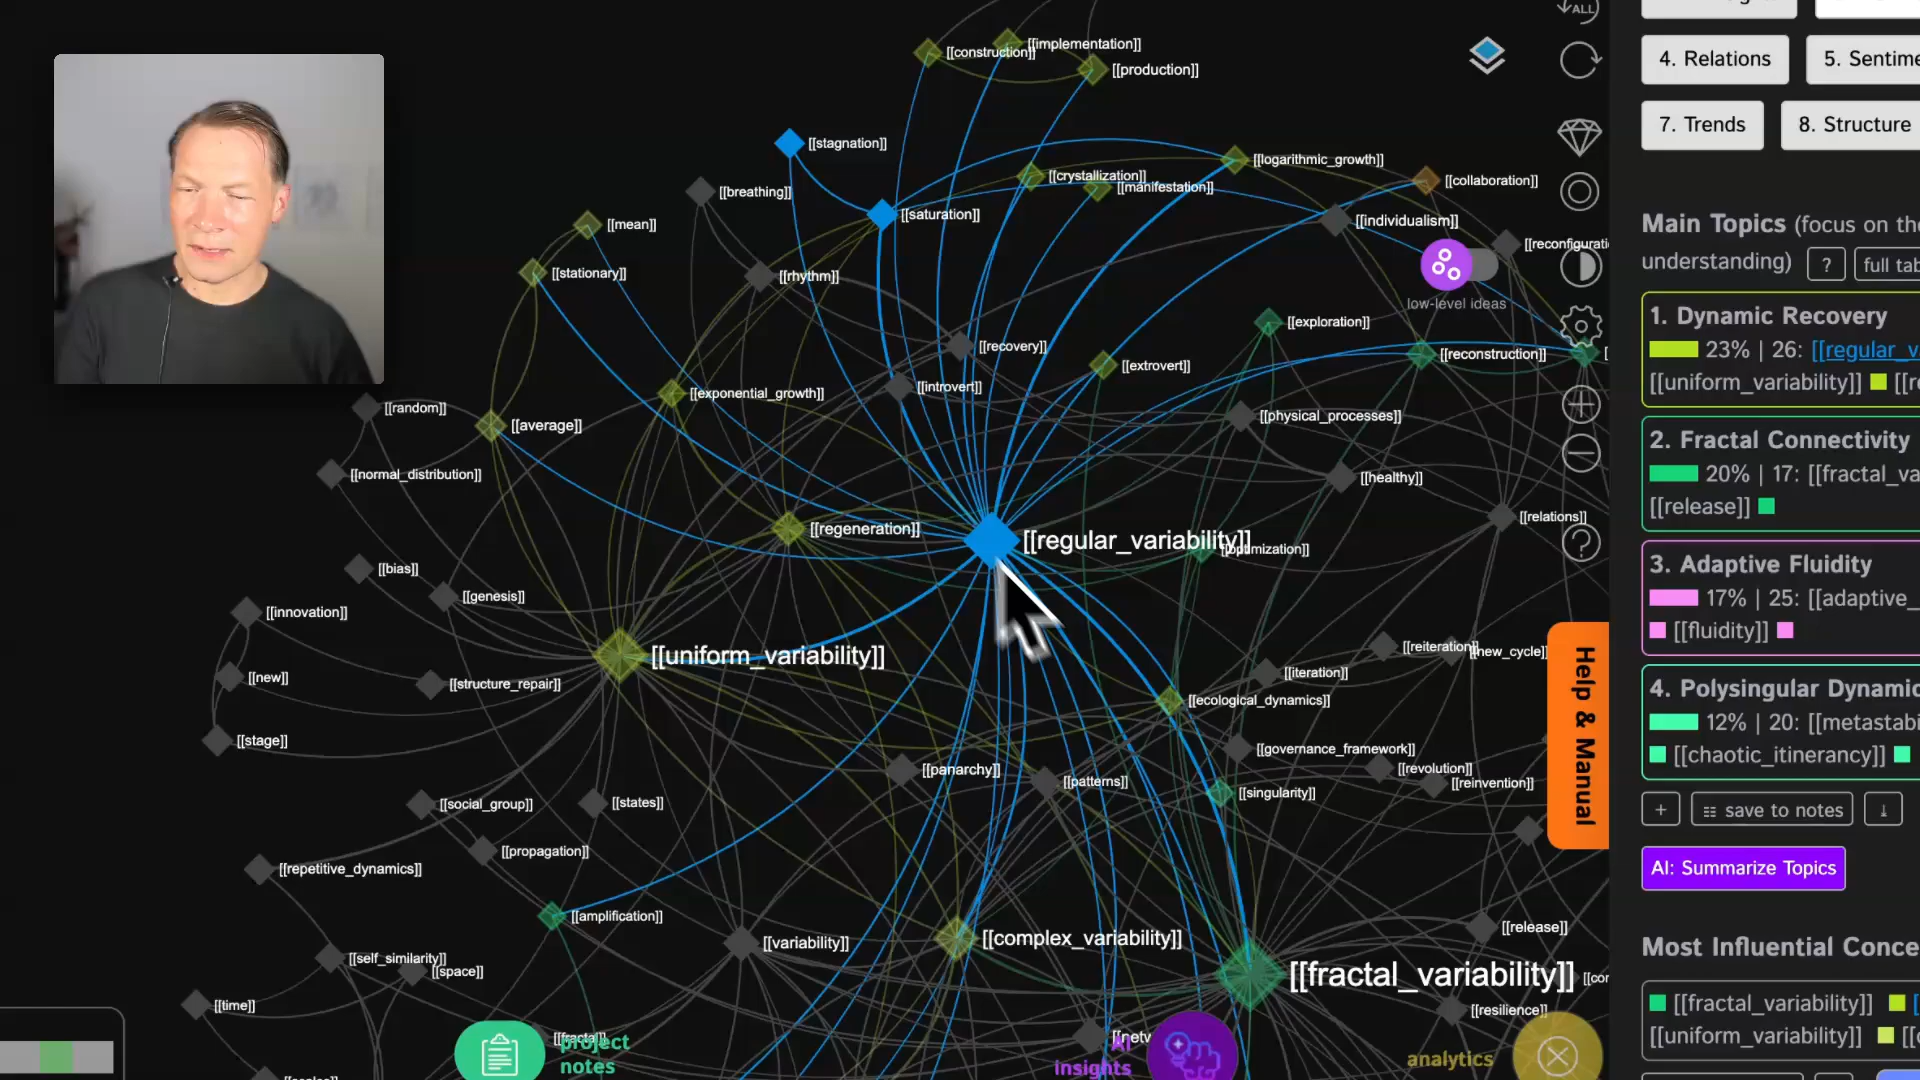 [[construction]]
[[implementation]]
[[production]]
[[stagnation]]
[[breathing]]
[[saturation]]
[[crystallization]]
[[manifestation]]
[[logarithmic_growth]]
[[collaboration]]
[[individualism]]
[[mean]]
[[stationary]]
[[rhythm]]
low-level ideas
[[exploration]]
[[recovery]]
[[reconstruction]]
[[extrovert]]
[[introvert]]
[[exponential_growth]]
[[random]]
[[average]]
[[physical_processes]]
[[normal_distribution]]
[[healthy]]
[[relations]]
[[regeneration]]
[[regular_variability]]
[[bias]]
[[genesis]]
[[innovation]]
[[uniform_variability]]
[[new]]
[[structure_repair]]
[[reiteration]]
[[new_cycle]]
[[iteration]]
[[ecological_dynamics]]
[[stage]]
[[governance_framework]]
[[panarchy]]
[[patterns]]
[[revolution]]
[[reinvention]]
[[singularity]]
[[social_group]]
[[states]]
[[propagation]]
[[repetitive_dynamics]]
[[amplification]]
[[variability]]
[[complex_variability]]
[[release]]
[[self_similarity]]
[[space]]
[[fractal_variability]]
[[time]]
[[resilience]]
[[fractal]]
project
notes
insights
analytics
ALL
?
Help & Manual
4. Relations
5. Sentime
7. Trends
8. Structure
Main Topics (focus on the
understanding) ? full tab
1. Dynamic Recovery
23% | 26: [[regular_v
[[uniform_variability]] [[re
2. Fractal Connectivity
20% | 17: [[fractal_va
[[release]]
3. Adaptive Fluidity
17% | 25: [[adaptive_
[[fluidity]]
4. Polysingular Dynamic
12% | 20: [[metastabi
[[chaotic_itinerancy]]
+ save to notes
AI: Summarize Topics
Most Influential Conce
[[fractal_variability]]
[[uniform_variability]]